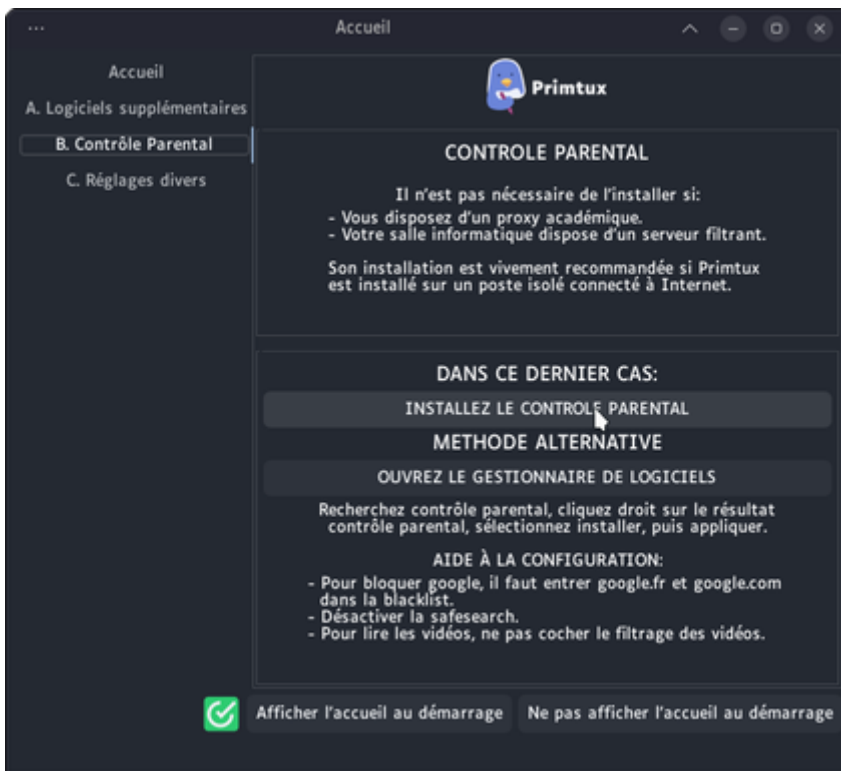 Accueil
Accueil
A. Logiciels supplémentaires
B. Contrôle Parental
C. Réglages divers
Primtux
CONTROLE PARENTAL
Il n'est pas nécessaire de l'installer si:
- Vous disposez d'un proxy académique.
- Votre salle informatique dispose d'un serveur filtrant.
Son installation est vivement recommandée si Primtux
est installé sur un poste isolé connecté à Internet.
DANS CE DERNIER CAS:
INSTALLEZ LE CONTROLE PARENTAL
METHODE ALTERNATIVE
OUVREZ LE GESTIONNAIRE DE LOGICIELS
Recherchez contrôle parental, cliquez droit sur le résultat
contrôle parental, sélectionnez installer, puis appliquer.
AIDE À LA CONFIGURATION:
- Pour bloquer google, il faut entrer google.fr et google.com
dans la blacklist.
- Désactiver la safesearch.
- Pour lire les vidéos, ne pas cocher le filtrage des vidéos.
Afficher l'accueil au démarrage
Ne pas afficher l'accueil au démarrage